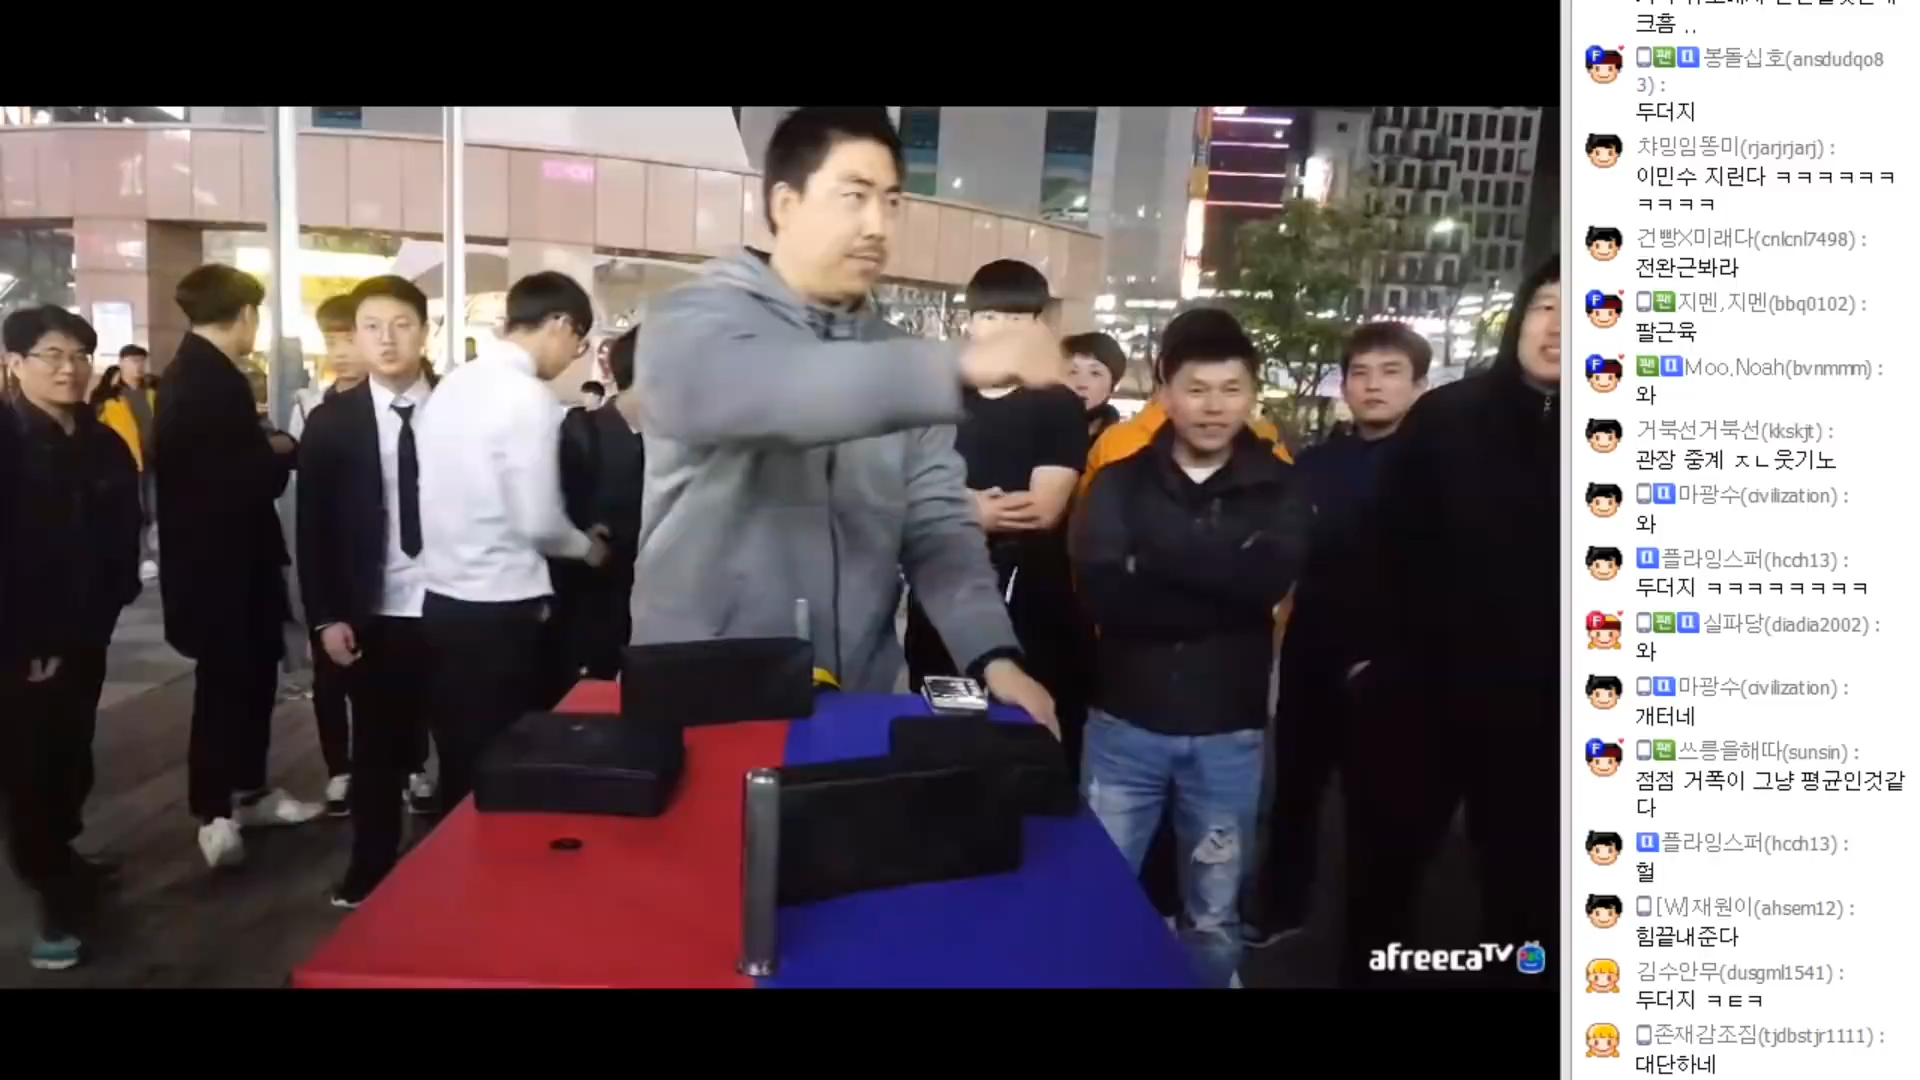 크흠 ..
봉돌십호(ansdudqo8
3) :
두더지
챠밍임똥미(rjarjrjarj) :
이민수 지린다 ㅋㅋㅋㅋㅋㅋ
ㅋㅋㅋㅋ
건빵X미래다(cnlcnl7498) :
전완근봐라
지멘,지멘(bbq0102) :
팔근육
Moo,Noah(bvnmmm) :
와
거북선거북선(kkskjt) :
관장 중계 ㅈㄴ웃기노
마광수(civilization) :
와
플라잉스퍼(hcch13) :
두더지 ㅋㅋㅋㅋㅋㅋㅋㅋ
실파당(diadia2002) :
와
마광수(civilization) :
개터네
쓰릉을해따(sunsin) :
점점 거폭이 그냥 평균인것같
다
플라잉스퍼(hcch13) :
헐
[W]재원이(ahsem12) :
힘끝내준다
김수안무(dusgml1541) :
두더지 ㅋㅌㅋ
존재감조짐(tjdbstjr1111) :
대단하네
afreecaTV